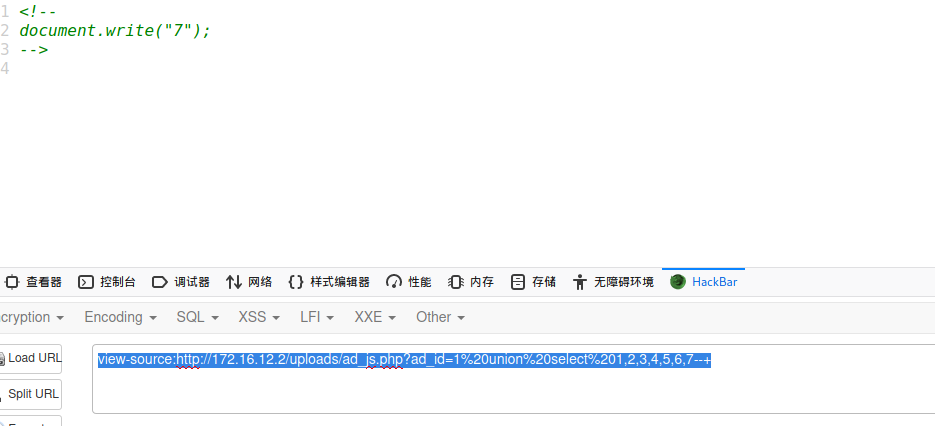 1 <!--
2 document.write("7");
3 -->
4
查看器 控制台 调试器 网络 样式编辑器 性能 内存 存储 无障碍环境 HackBar
cryption Encoding SQL XSS LFI XXE Other
Load URL view-source:http://172.16.12.2/uploads/ad_js.php?ad_id=1%20union%20select%201,2,3,4,5,6,7--+
Split URL